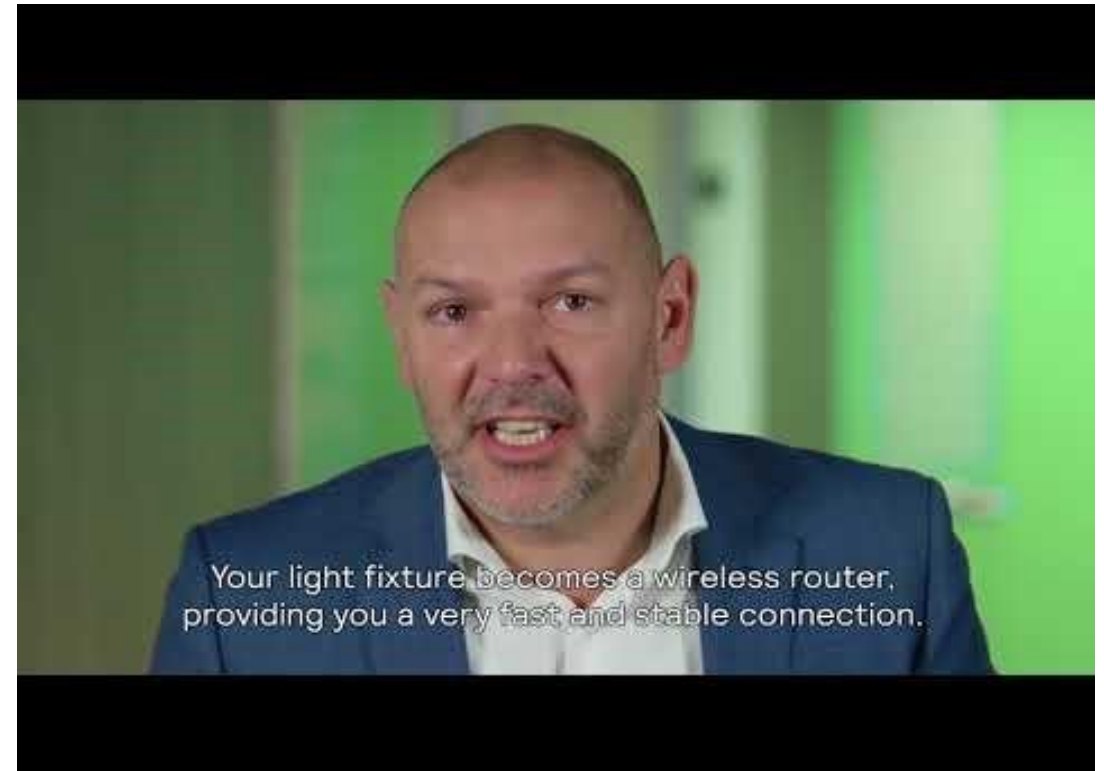 Your light fixture becomes a wireless router,
providing you a very fast and stable connection.